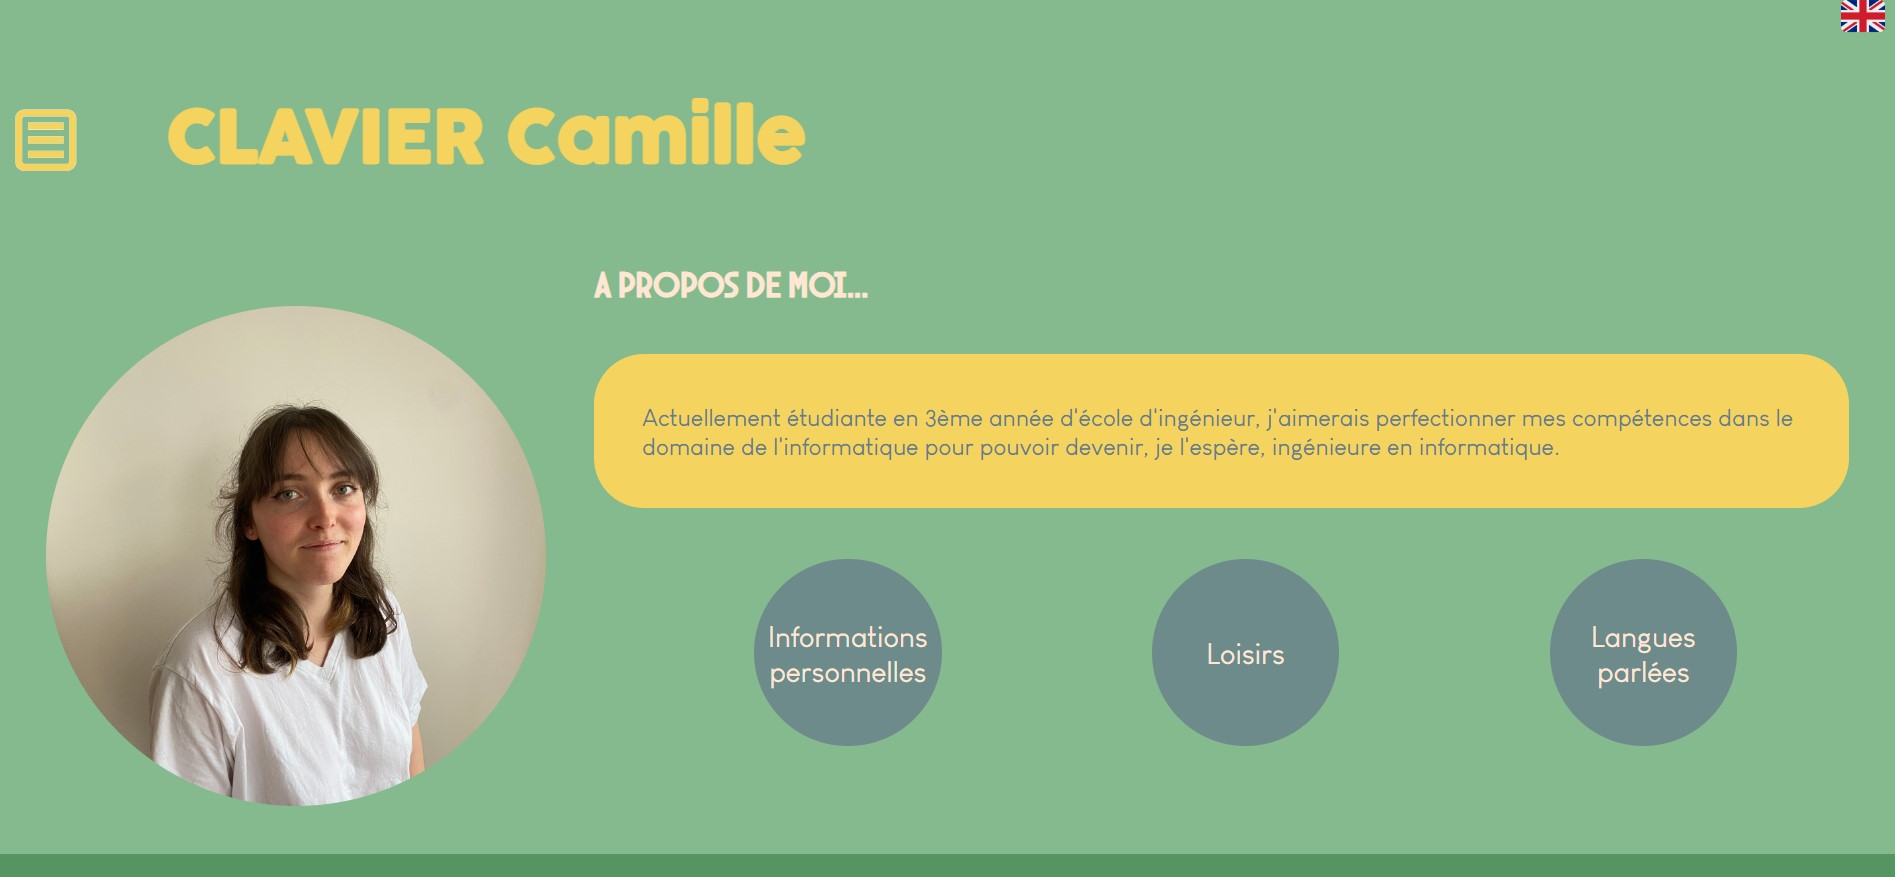 CLAVIER Camille
A PROPOS DE MOI...
Actuellement étudiante en 3ème année d'école d'ingénieur, j'aimerais perfectionner mes compétences dans le
domaine de l'informatique pour pouvoir devenir, je l'espère, ingénieure en informatique.
Informations
personnelles
Loisirs
Langues
parlées